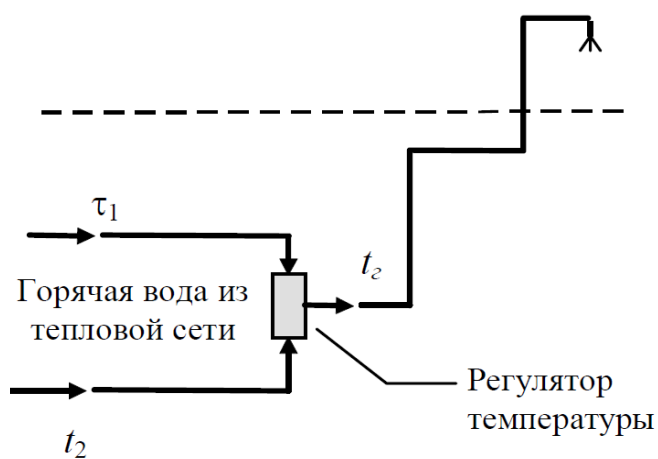 τ₁
t₂
Горячая вода из
тепловой сети
tг
Регулятор
температуры